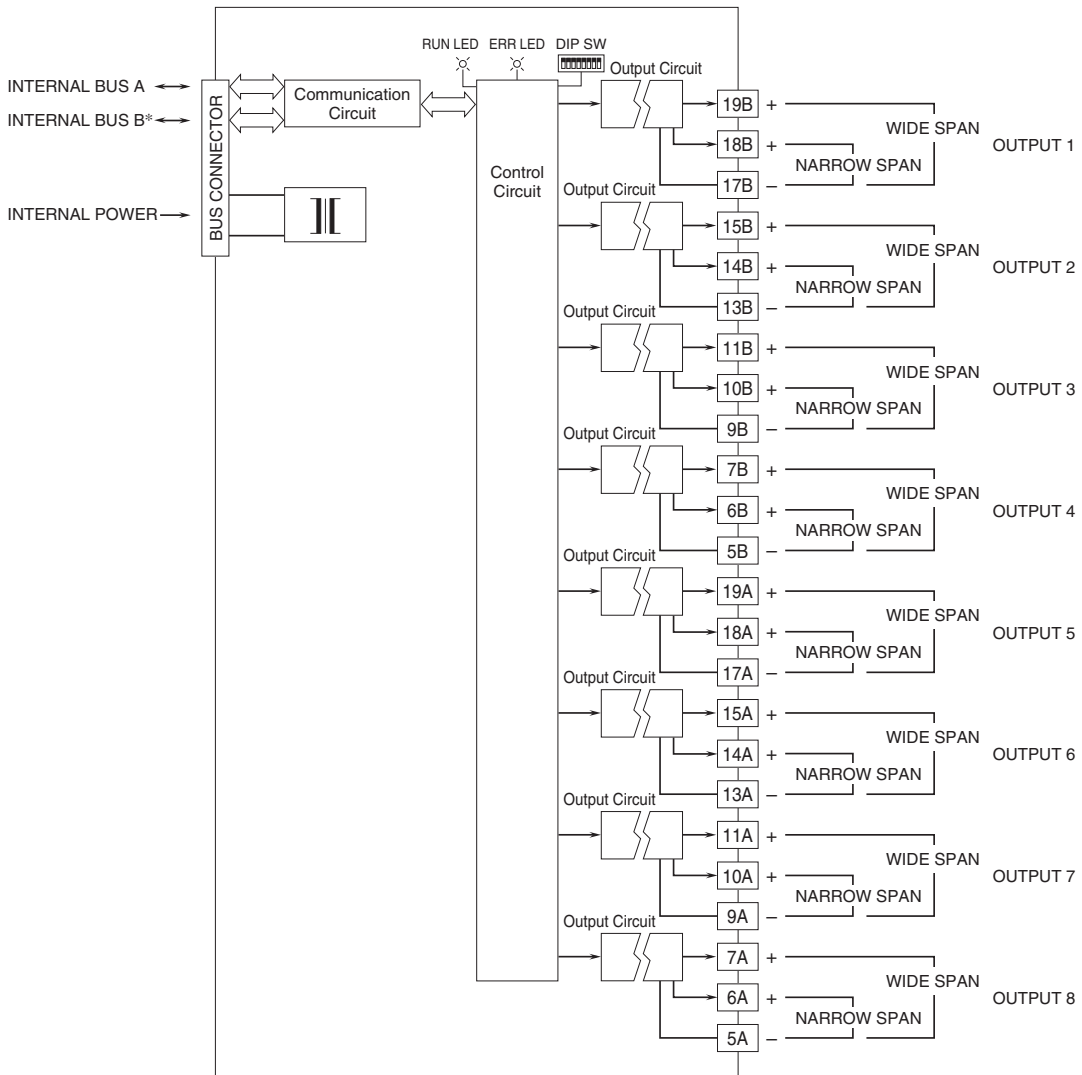 RUN LED ERR LED DIP SW
Output Circuit
INTERNAL BUS A
INTERNAL BUS B*
INTERNAL POWER
BUS CONNECTOR
Communication
Circuit
Control
Circuit
19B +
WIDE SPAN
18B +
OUTPUT 1
NARROW SPAN
17B –
Output Circuit
15B +
WIDE SPAN
14B +
OUTPUT 2
NARROW SPAN
13B –
Output Circuit
11B +
WIDE SPAN
10B +
OUTPUT 3
NARROW SPAN
9B –
Output Circuit
7B +
WIDE SPAN
6B +
OUTPUT 4
NARROW SPAN
5B –
Output Circuit
19A +
WIDE SPAN
18A +
OUTPUT 5
NARROW SPAN
17A –
Output Circuit
15A +
WIDE SPAN
14A +
OUTPUT 6
NARROW SPAN
13A –
Output Circuit
11A +
WIDE SPAN
10A +
OUTPUT 7
NARROW SPAN
9A –
Output Circuit
7A +
WIDE SPAN
6A +
OUTPUT 8
NARROW SPAN
5A –